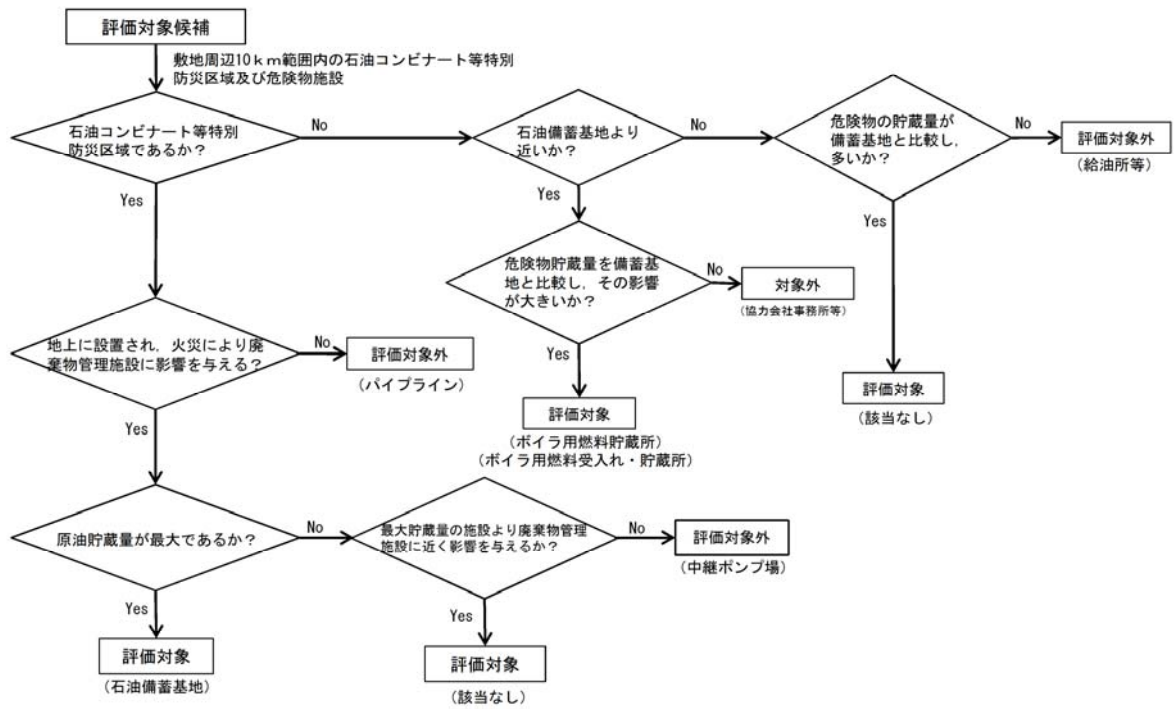 評価対象候補
敷地周辺10km範囲内の石油コンビナート等特別
防災区域及び危険物施設
石油コンビナート等特別
防災区域であるか?
No
石油備蓄基地より
近いか?
No
危険物の貯蔵量が
備蓄基地と比較し,
多いか?
No
評価対象外
(給油所等)
Yes
Yes
Yes
危険物貯蔵量を備蓄基
地と比較し,その影響
が大きいか?
No
対象外
(協力会社事務所等)
地上に設置され,火災により廃
棄物管理施設に影響を与える?
No
評価対象外
(パイプライン)
Yes
評価対象
(ボイラ用燃料貯蔵所)
(ボイラ用燃料受入れ・貯蔵所)
評価対象
(該当なし)
Yes
原油貯蔵量が最大であるか?
No
最大貯蔵量の施設より廃棄物管理
施設に近く影響を与えるか?
No
評価対象外
(中継ポンプ場)
Yes
Yes
評価対象
(石油備蓄基地)
評価対象
(該当なし)